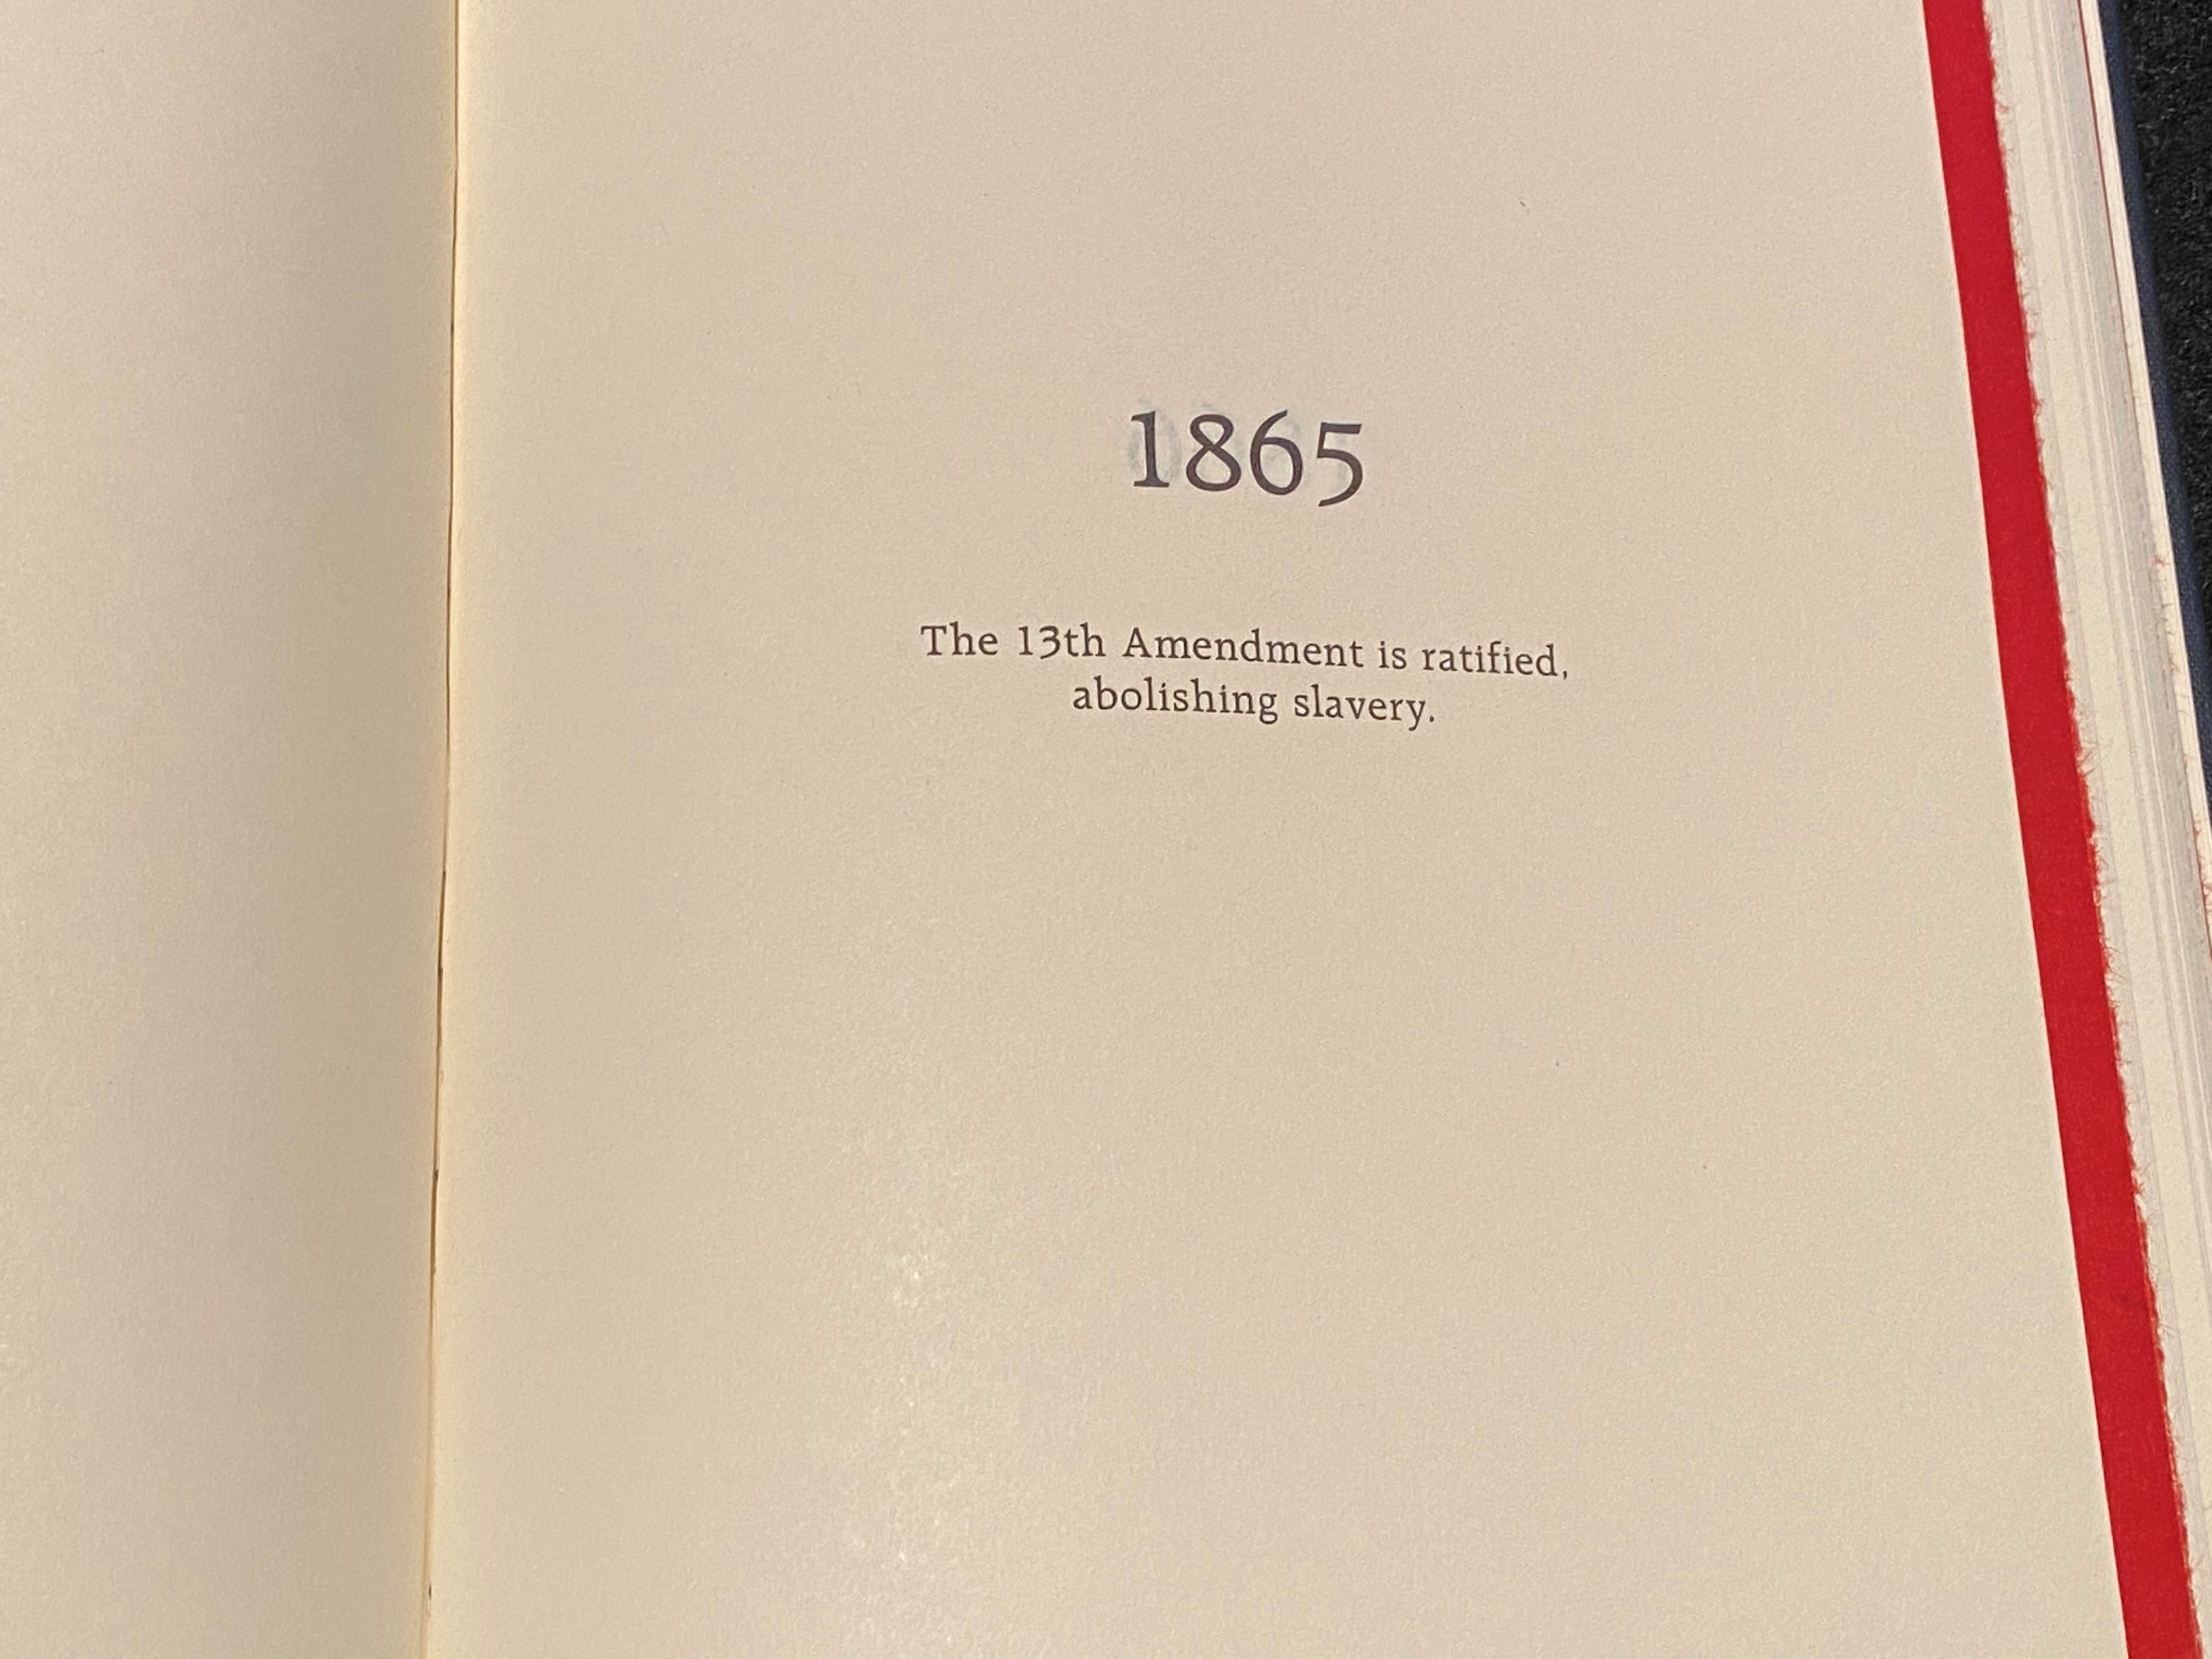 1865
The 13th Amendment is ratified,
abolishing slavery.